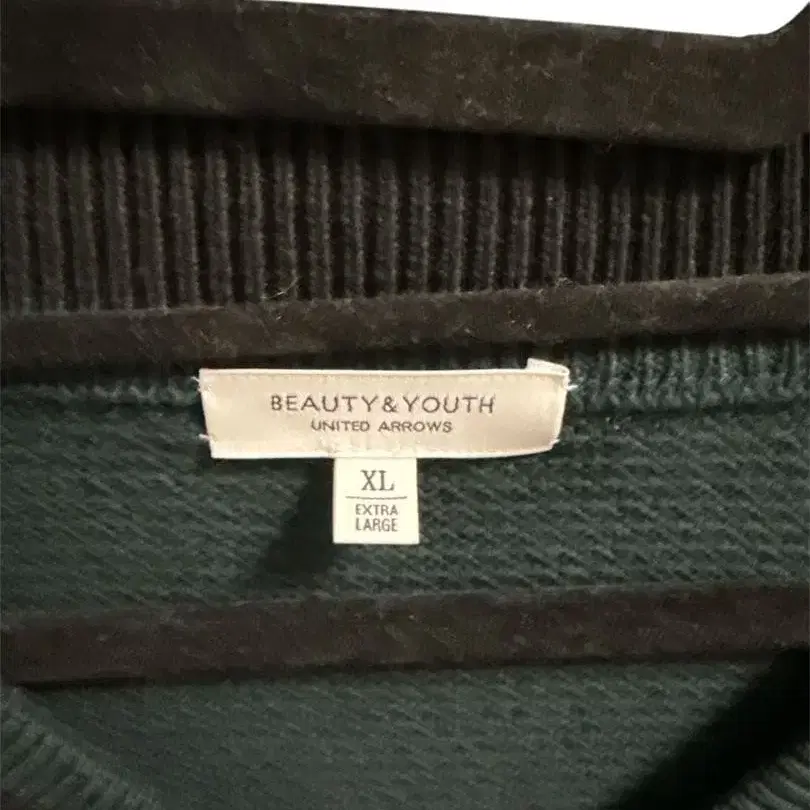 BEAUTY&YOUTH
UNITED ARROWS
XL
EXTRA
LARGE